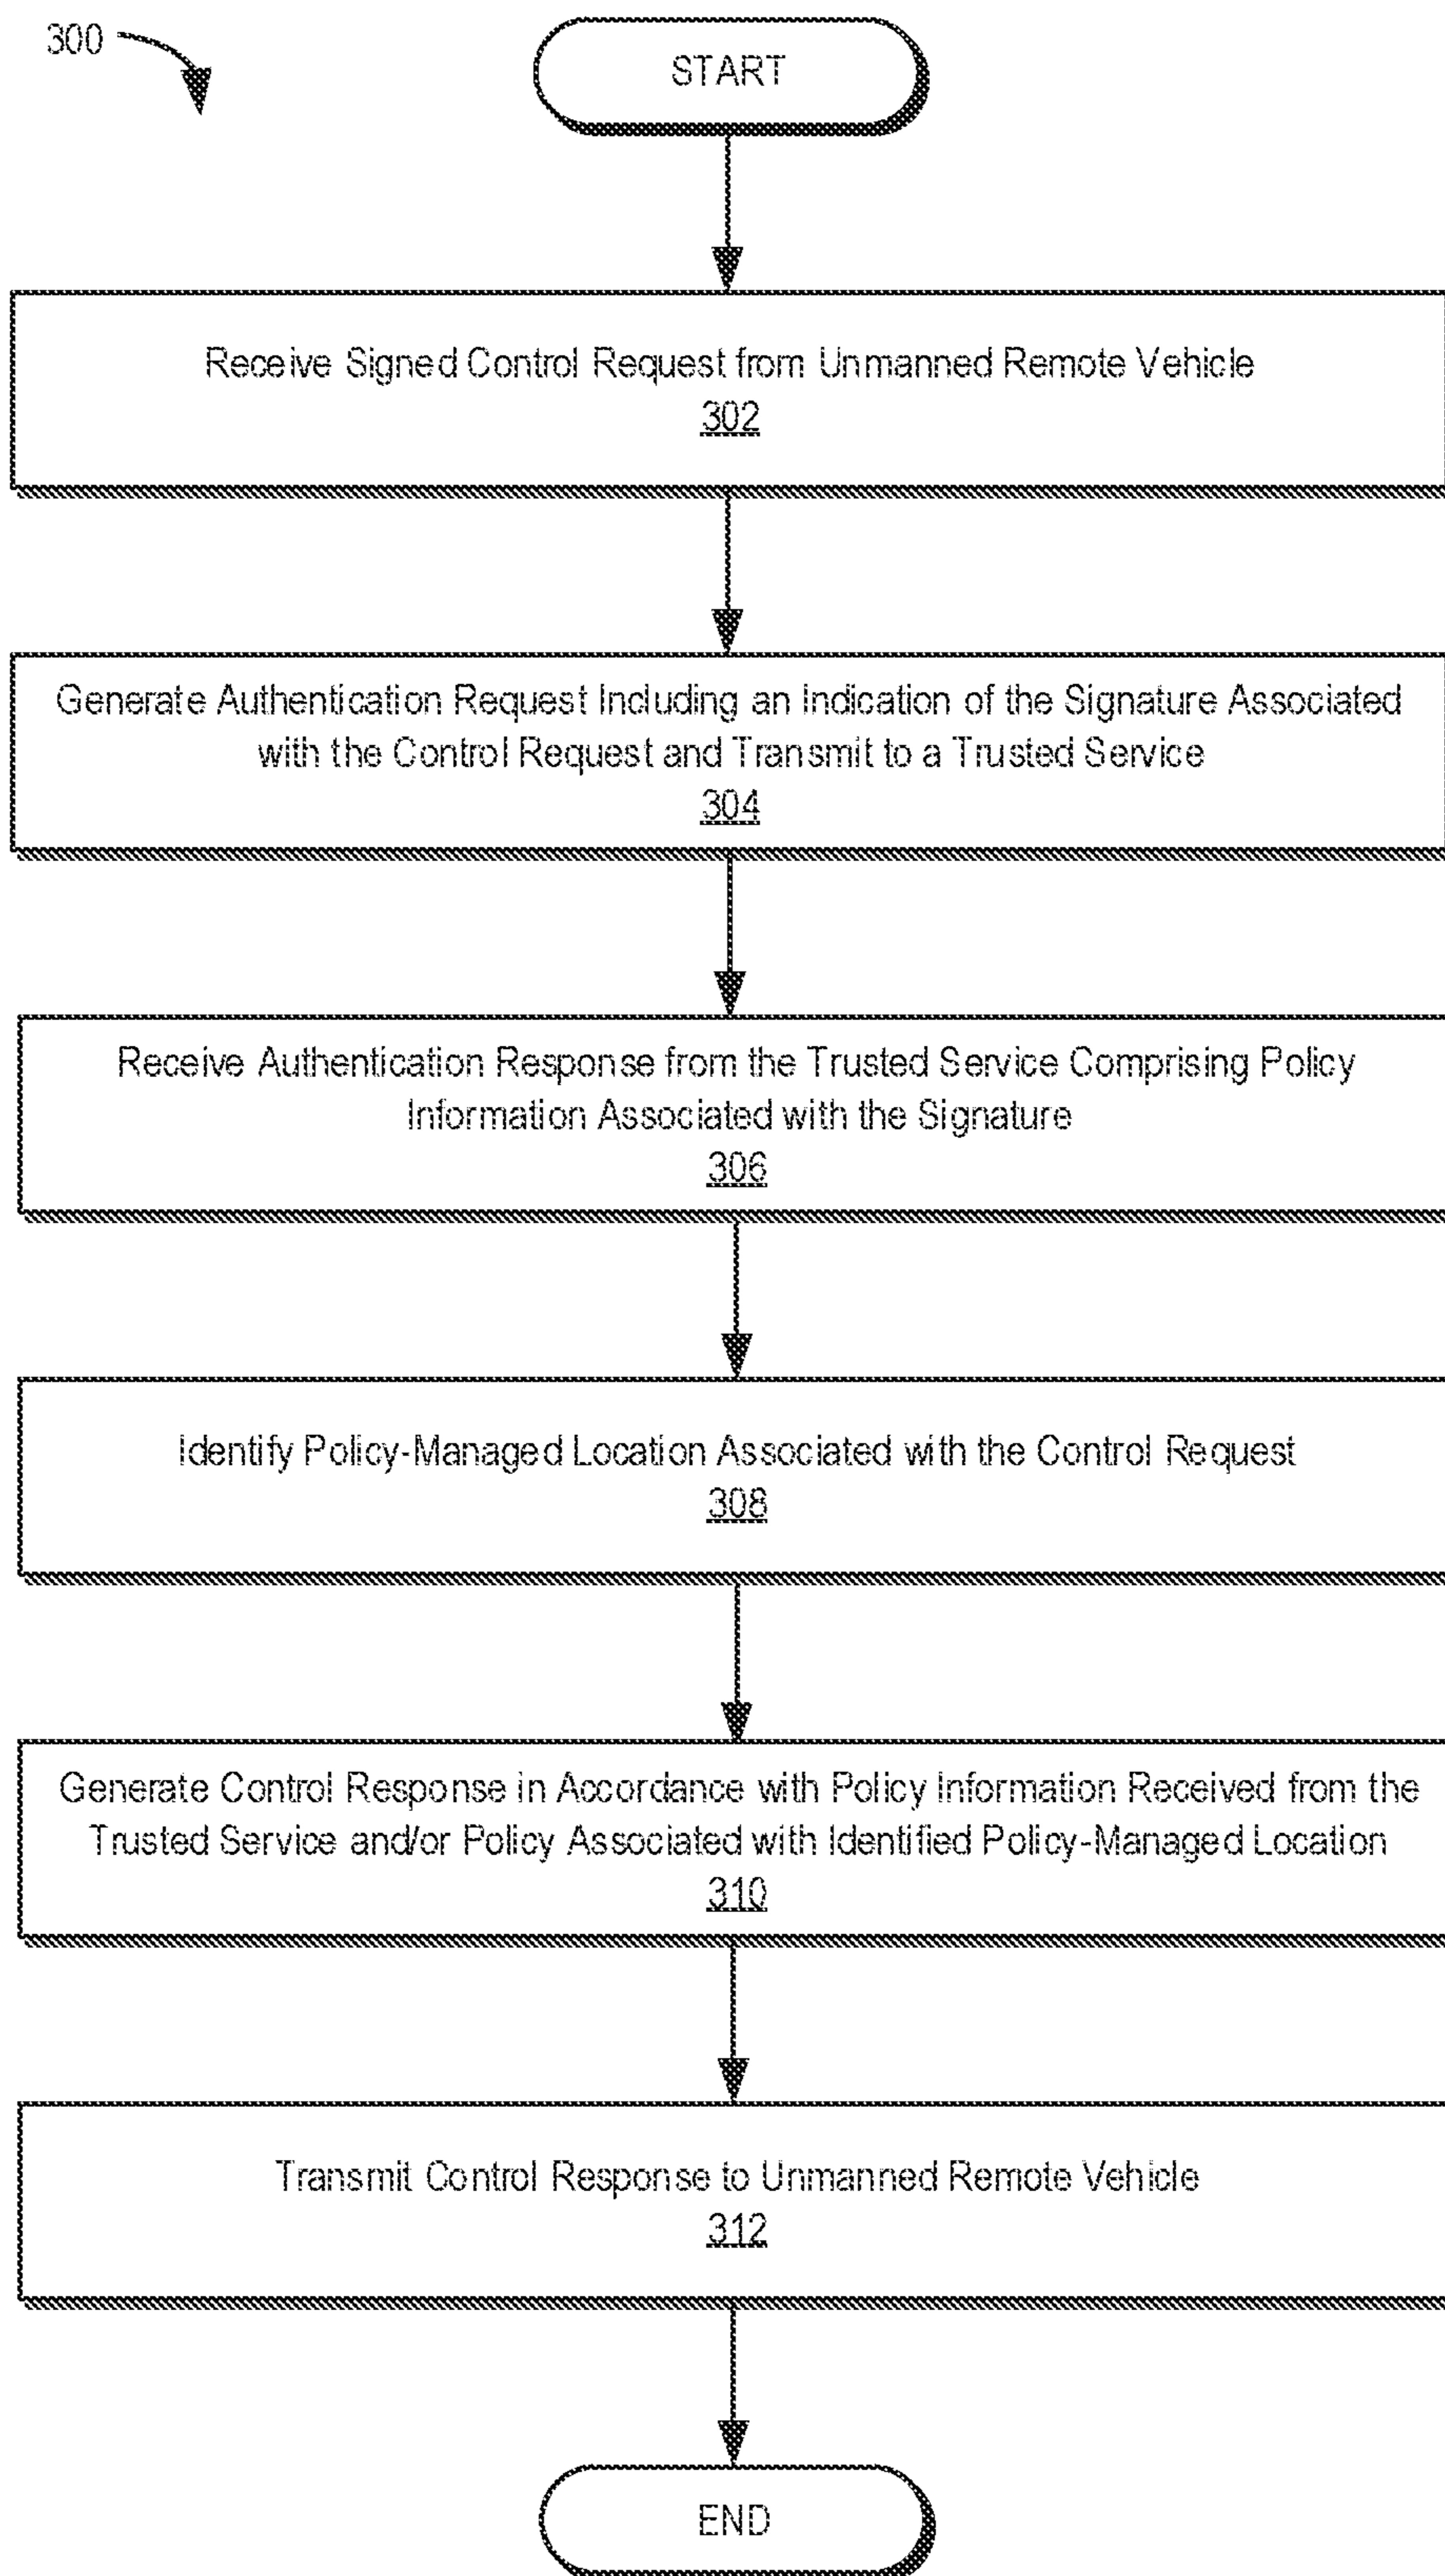 300
START
Receive Signed Control Request from Unmanned Remote Vehicle
302
Generate Authentication Request Including an Indication of the Signature Associated
with the Control Request and Transmit to a Trusted Service
304
Receive Authentication Response from the Trusted Service Comprising Policy
Information Associated with the Signature
306
Identify Policy-Managed Location Associated with the Control Request
308
Generate Control Response in Accordance with Policy Information Received from the
Trusted Service and/or Policy Associated with Identified Policy-Managed Location
310
Transmit Control Response to Unmanned Remote Vehicle
312
END